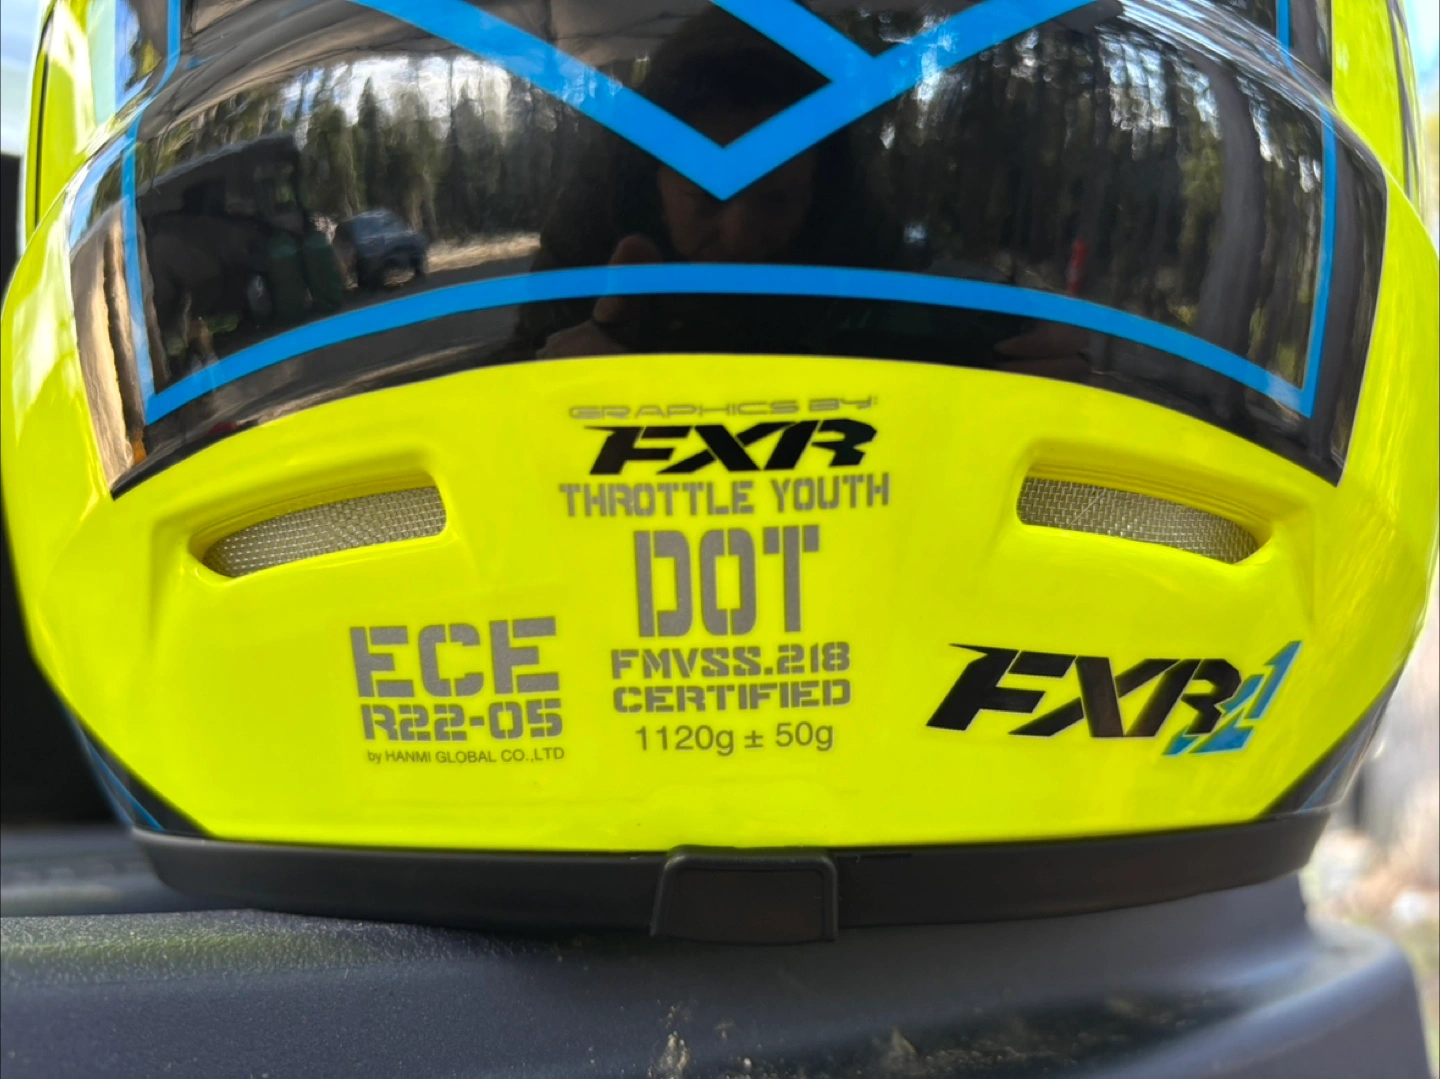 GRAPHICS BY:
FXR
THROTTLE YOUTH
DOT
FMVSS.218
CERTIFIED
1120g ± 50g
ECE
R22-05
by HANMI GLOBAL CO.,LTD
FXR